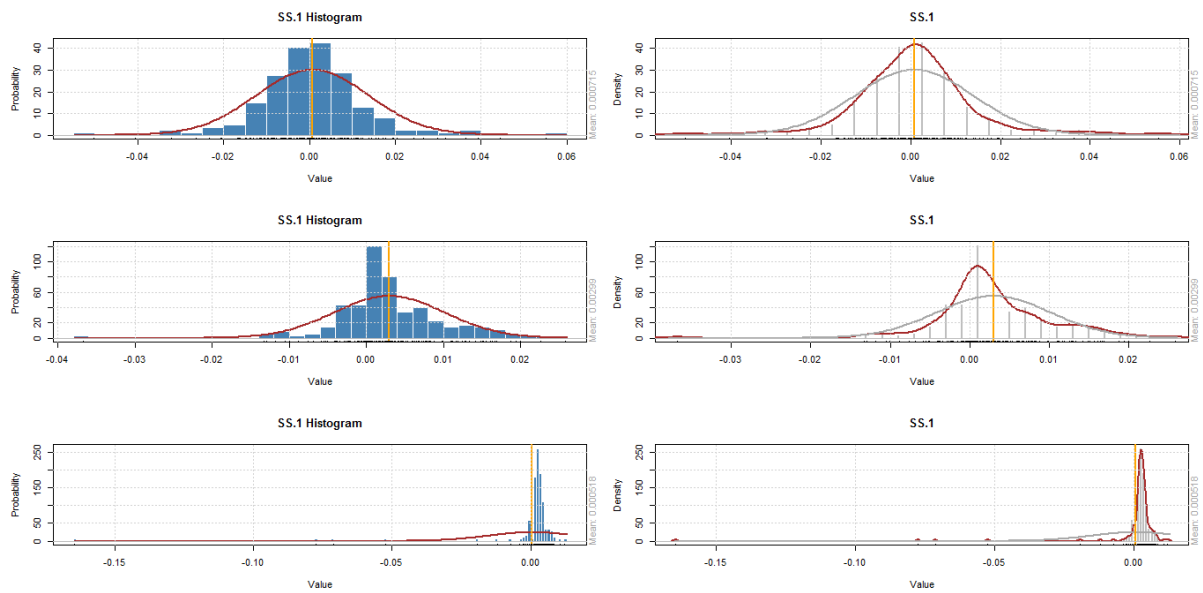 SS.1 Histogram
Probability
0 10 20 30 40
-0.04 -0.02 0.00 0.02 0.04 0.06
Value
Mean: 0.000715
SS.1
Density
0 10 20 30 40
-0.04 -0.02 0.00 0.02 0.04 0.06
Value
Mean: 0.000715
SS.1 Histogram
Probability
0 20 60 100
-0.04 -0.03 -0.01 0.00 0.01 0.02
Value
Mean: 0.00299
SS.1
Density
0 20 60 100
-0.03 -0.01 0.00 0.01 0.02
Value
Mean: 0.00299
SS.1 Histogram
Probability
0 50 150 250
-0.15 -0.10 -0.05 0.00
Value
Mean: 0.000518
SS.1
Density
0 50 150 250
-0.15 -0.10 -0.05 0.00
Value
Mean: 0.000518